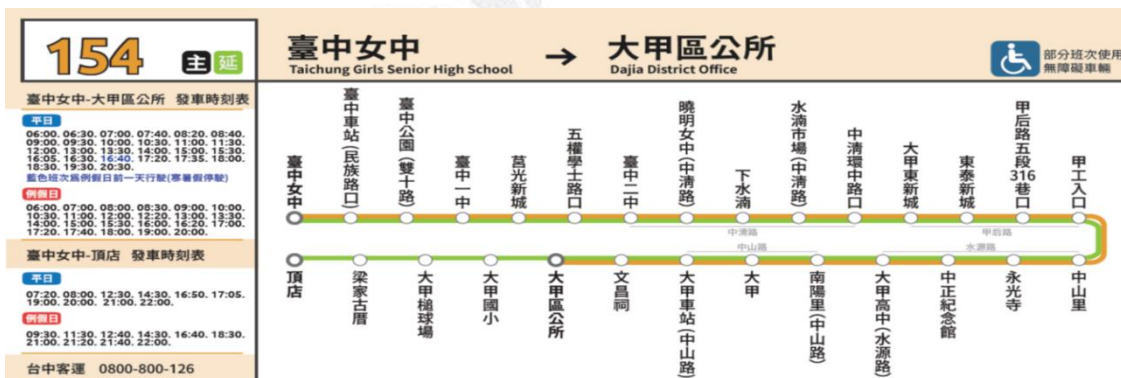 154 主 延
臺中女中-大甲區公所 發車時刻表
平日
06:00. 06:30. 07:00. 07:40. 08:20. 08:40.
09:00. 09:30. 10:00. 10:30. 11:00. 11:30.
12:00. 13:00. 13:30. 14:00. 15:00. 15:30.
16:05. 16:30. 16:40. 17:20. 17:35. 18:00.
18:30. 19:30. 20:30.
藍色班次為例假日前一天行駛(寒暑假停駛)
例假日
06:00. 07:00. 08:00. 08:30. 09:00. 10:00.
10:30. 11:00. 12:00. 12:20. 13:00. 13:30.
14:00. 15:00. 15:30. 16:00. 16:20. 17:00.
17:20. 17:40. 18:00. 19:00. 20:00.
臺中女中-頂店 發車時刻表
平日
07:20. 08:00. 12:30. 14:30. 16:50. 17:05.
19:00. 20:00. 21:00. 22:00.
例假日
09:30. 11:30. 12:40. 14:30. 16:40. 18:30.
21:00. 21:20. 21:40. 22:00.
台中客運 0800-800-126
臺中女中 → 大甲區公所
Taichung Girls Senior High School Dajia District Office
部分班次使用
無障礙車輛
臺中女中
臺中車站(民族路口)
臺中公園(雙十路)
臺中一中
莒光新城
五權學士路口
臺中二中
曉明女中(中清路)
下水湳
水湳市場(中清路)
中清環中路口
大甲東新城
東泰新城
甲后路五段316巷口
甲工入口
中清路
甲后路
中山路
水源路
頂店
梁家古厝
大甲槌球場
大甲國小
大甲區公所
文昌祠
大甲車站(中山路)
大甲
南陽里(中山路)
大甲高中(水源路)
中正紀念館
永光寺
中山里